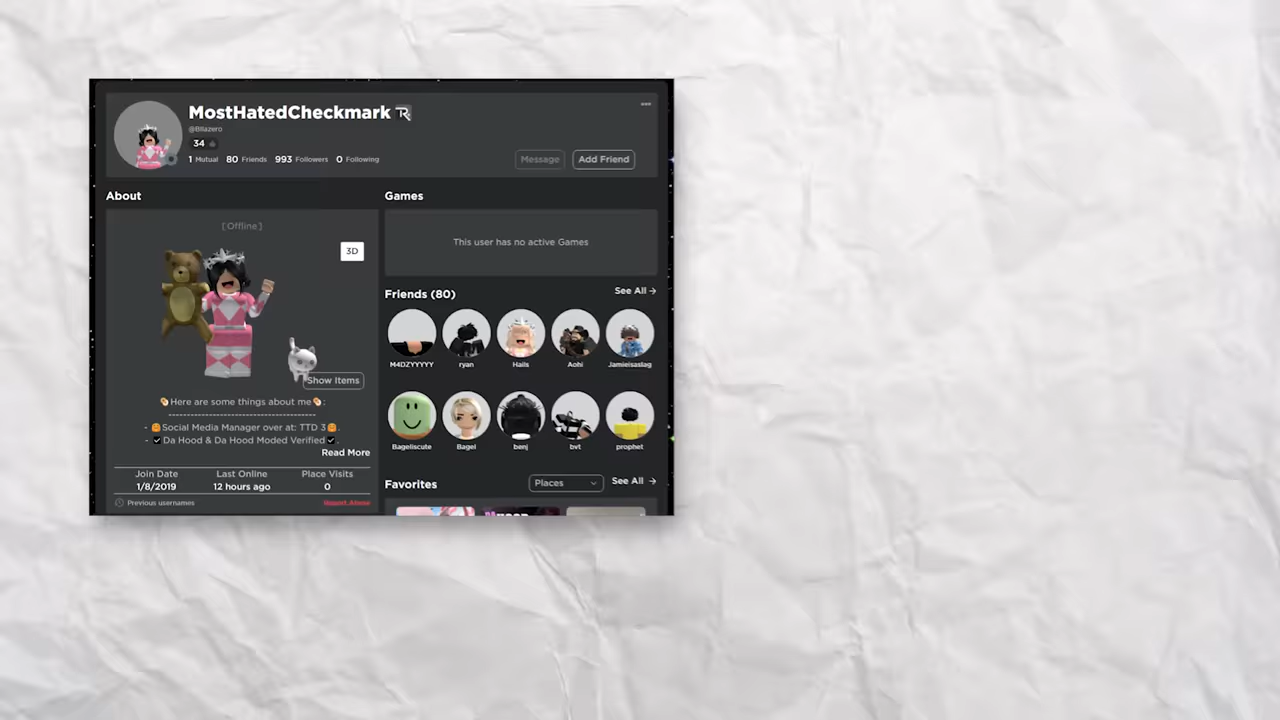 MostHatedCheckmark
@Bllazero
34
1 Mutual 80 Friends 993 Followers 0 Following
Message Add Friend
About
[Offline]
3D
Show Items
Here are some things about me :
---------------------------------------
- Social Media Manager over at: TTD 3 .
- Da Hood & Da Hood Moded Verified .
Read More
Join Date Last Online Place Visits
1/8/2019 12 hours ago 0
Previous usernames Report Abuse
Games
This user has no active Games
Friends (80) See All →
M4DZYYYYY ryan Hails Aohi Jamieisaslag
Bageliscute Bagel benj bvt prophet
Favorites Places See All →